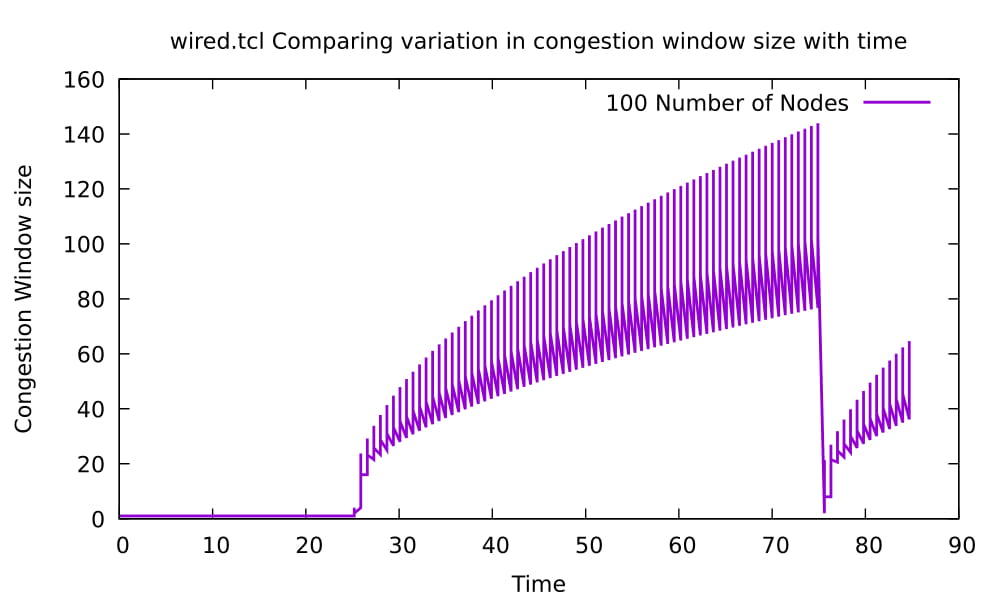 wired.tcl Comparing variation in congestion window size with time
100 Number of Nodes
Congestion Window size
160
140
120
100
80
60
40
20
0
0 10 20 30 40 50 60 70 80 90
Time